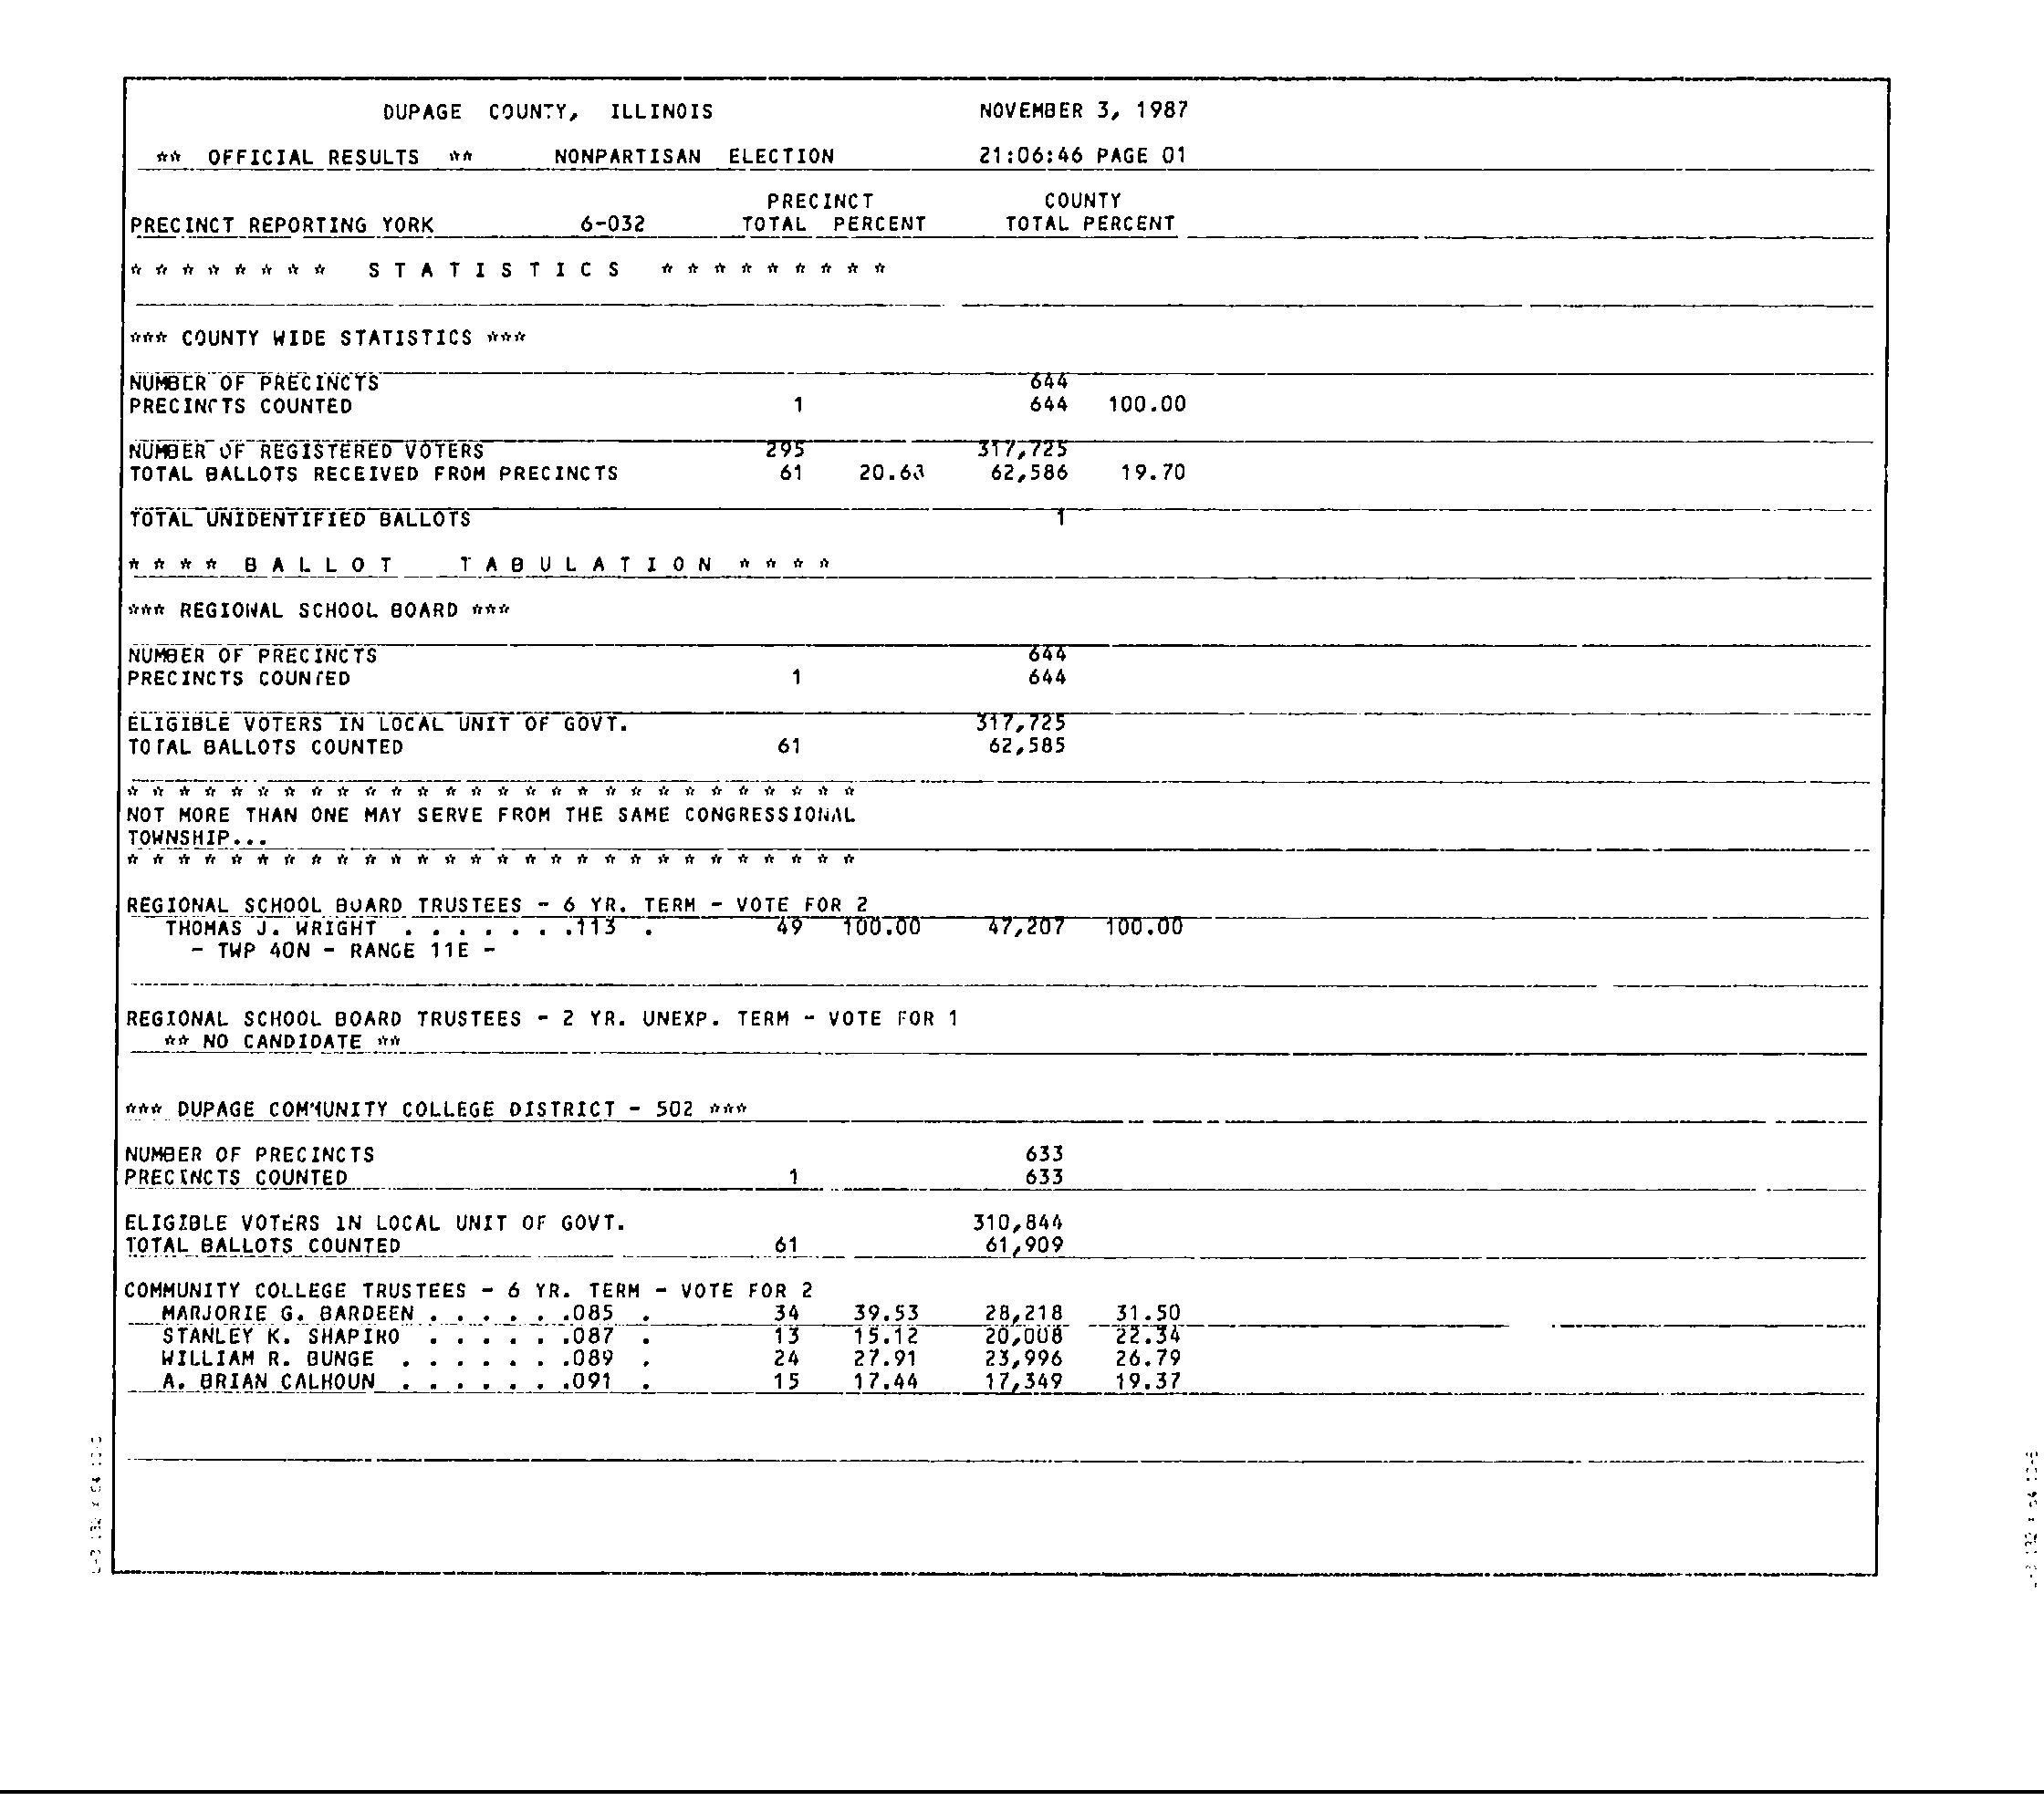 DUPAGE COUNTY, ILLINOIS NOVEMBER 3, 1987
** OFFICIAL RESULTS ** NONPARTISAN ELECTION 21:06:46 PAGE 01
PRECINCT COUNTY
PRECINCT REPORTING YORK 6-032 TOTAL PERCENT TOTAL PERCENT
* * * * * * * * S T A T I S T I C S * * * * * * * * *
*** COUNTY WIDE STATISTICS ***
NUMBER OF PRECINCTS 644
PRECINCTS COUNTED 1 644 100.00
NUMBER OF REGISTERED VOTERS 295 317,725
TOTAL BALLOTS RECEIVED FROM PRECINCTS 61 20.68 62,586 19.70
TOTAL UNIDENTIFIED BALLOTS 1
* * * * B A L L O T T A B U L A T I O N * * * *
*** REGIONAL SCHOOL BOARD ***
NUMBER OF PRECINCTS 644
PRECINCTS COUNTED 1 644
ELIGIBLE VOTERS IN LOCAL UNIT OF GOVT. 317,725
TOTAL BALLOTS COUNTED 61 62,585
* * * * * * * * * * * * * * * * * * * * * * * * * * * *
NOT MORE THAN ONE MAY SERVE FROM THE SAME CONGRESSIONAL
TOWNSHIP...
* * * * * * * * * * * * * * * * * * * * * * * * * * * *
REGIONAL SCHOOL BOARD TRUSTEES - 6 YR. TERM - VOTE FOR 2
THOMAS J. WRIGHT . . . . . . .113 . 49 100.00 47,207 100.00
- TWP 40N - RANGE 11E -
REGIONAL SCHOOL BOARD TRUSTEES - 2 YR. UNEXP. TERM - VOTE FOR 1
** NO CANDIDATE **
*** DUPAGE COMMUNITY COLLEGE DISTRICT - 502 ***
NUMBER OF PRECINCTS 633
PRECINCTS COUNTED 1 633
ELIGIBLE VOTERS IN LOCAL UNIT OF GOVT. 310,844
TOTAL BALLOTS COUNTED 61 61,909
COMMUNITY COLLEGE TRUSTEES - 6 YR. TERM - VOTE FOR 2
MARJORIE G. BARDEEN . . . . . .085 . 34 39.53 28,218 31.50
STANLEY K. SHAPIRO . . . . . .087 . 13 15.12 20,008 22.34
WILLIAM R. BUNGE . . . . . . .089 . 24 27.91 23,996 26.79
A. BRIAN CALHOUN . . . . . . .091 . 15 17.44 17,349 19.37